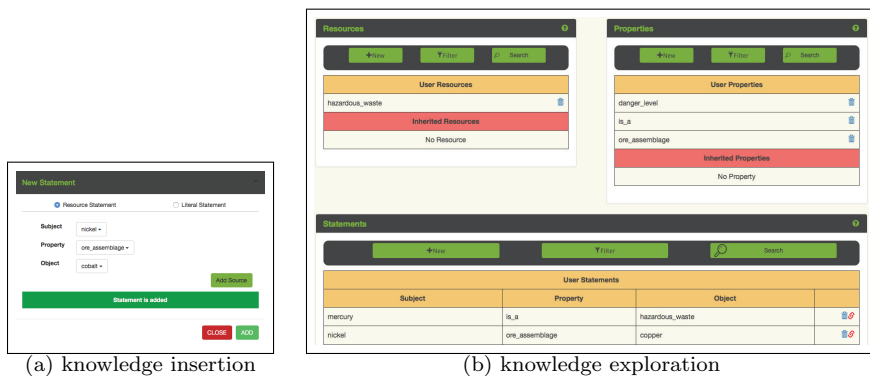 New Statement
Resource Statement Literal Statement
Subject nickel
Property ore_assemblage
Object cobalt
Add Source
Statement is added
CLOSE ADD
(a) knowledge insertion
Resources
+New Filter Search
User Resources
hazardous_waste
Inherited Resources
No Resource
Properties
+New Filter Search
User Properties
danger_level
is_a
ore_assemblage
Inherited Properties
No Property
Statements
+New Filter Search
User Statements
Subject Property Object
mercury is_a hazardous_waste
nickel ore_assemblage copper
(b) knowledge exploration